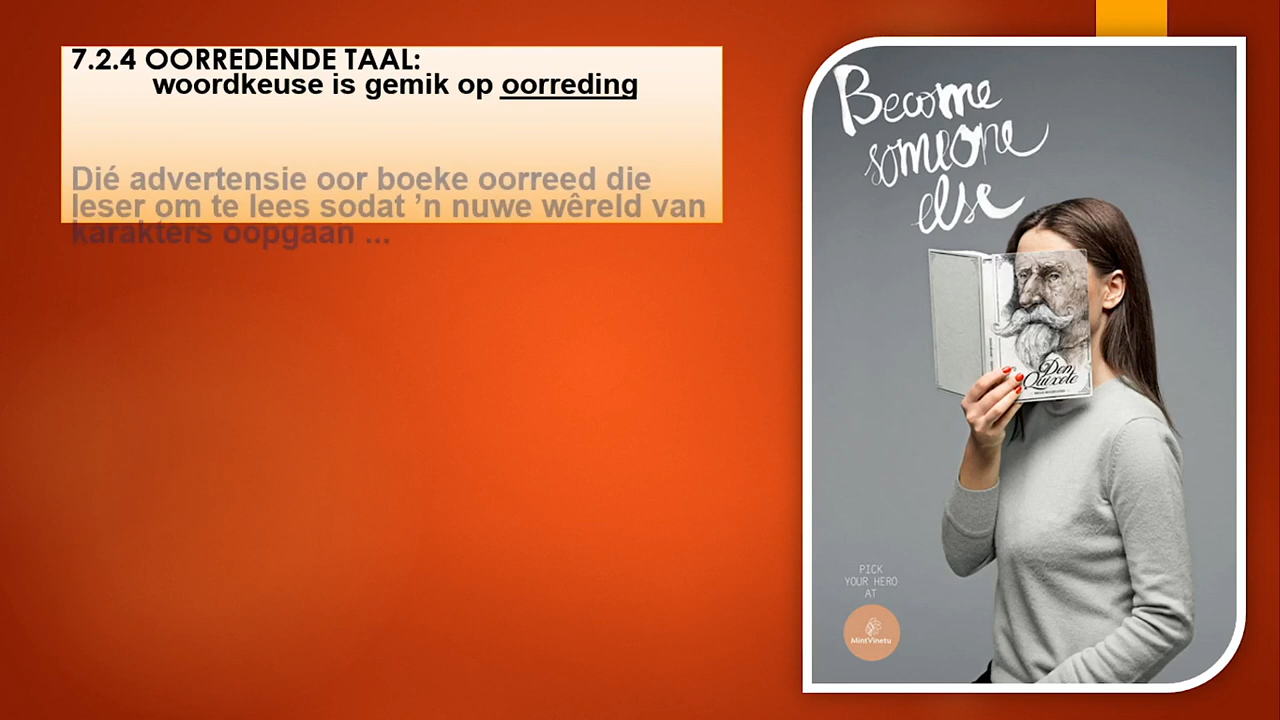 7.2.4 OORREDENDE TAAL:
woordkeuse is gemik op oorreding
Dié advertensie oor boeke oorreed die
leser om te lees sodat ’n nuwe wêreld van
karakters oopgaan ...
Become
someone
else
Don
Quixote
PICK
YOUR HERO
AT
MintVinetu